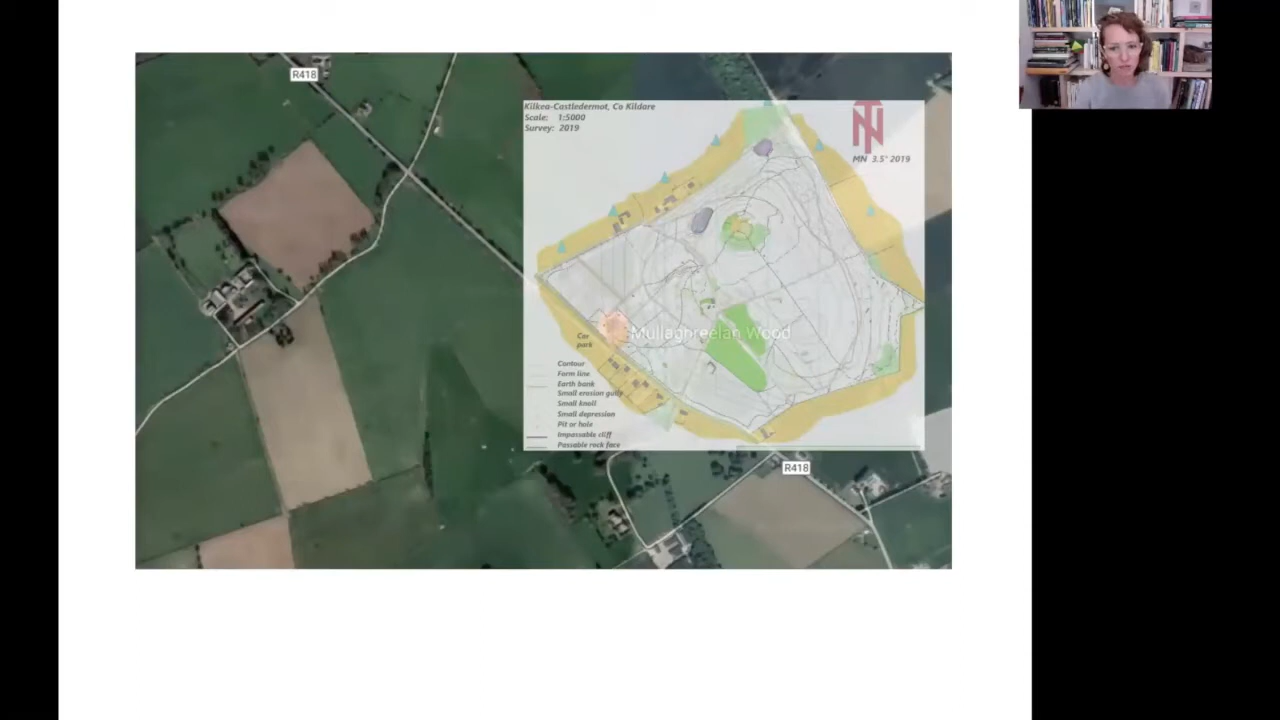 R418
Kilkea-Castledermot, Co Kildare
Scale: 1:5000
Survey: 2019
TN
MN 3.5° 2019
Mullaghreelan Wood
Car
park
Contour
Form line
Earth bank
Small erosion gully
Small knoll
Small depression
Pit or hole
Impassable cliff
Passable rock face
R418